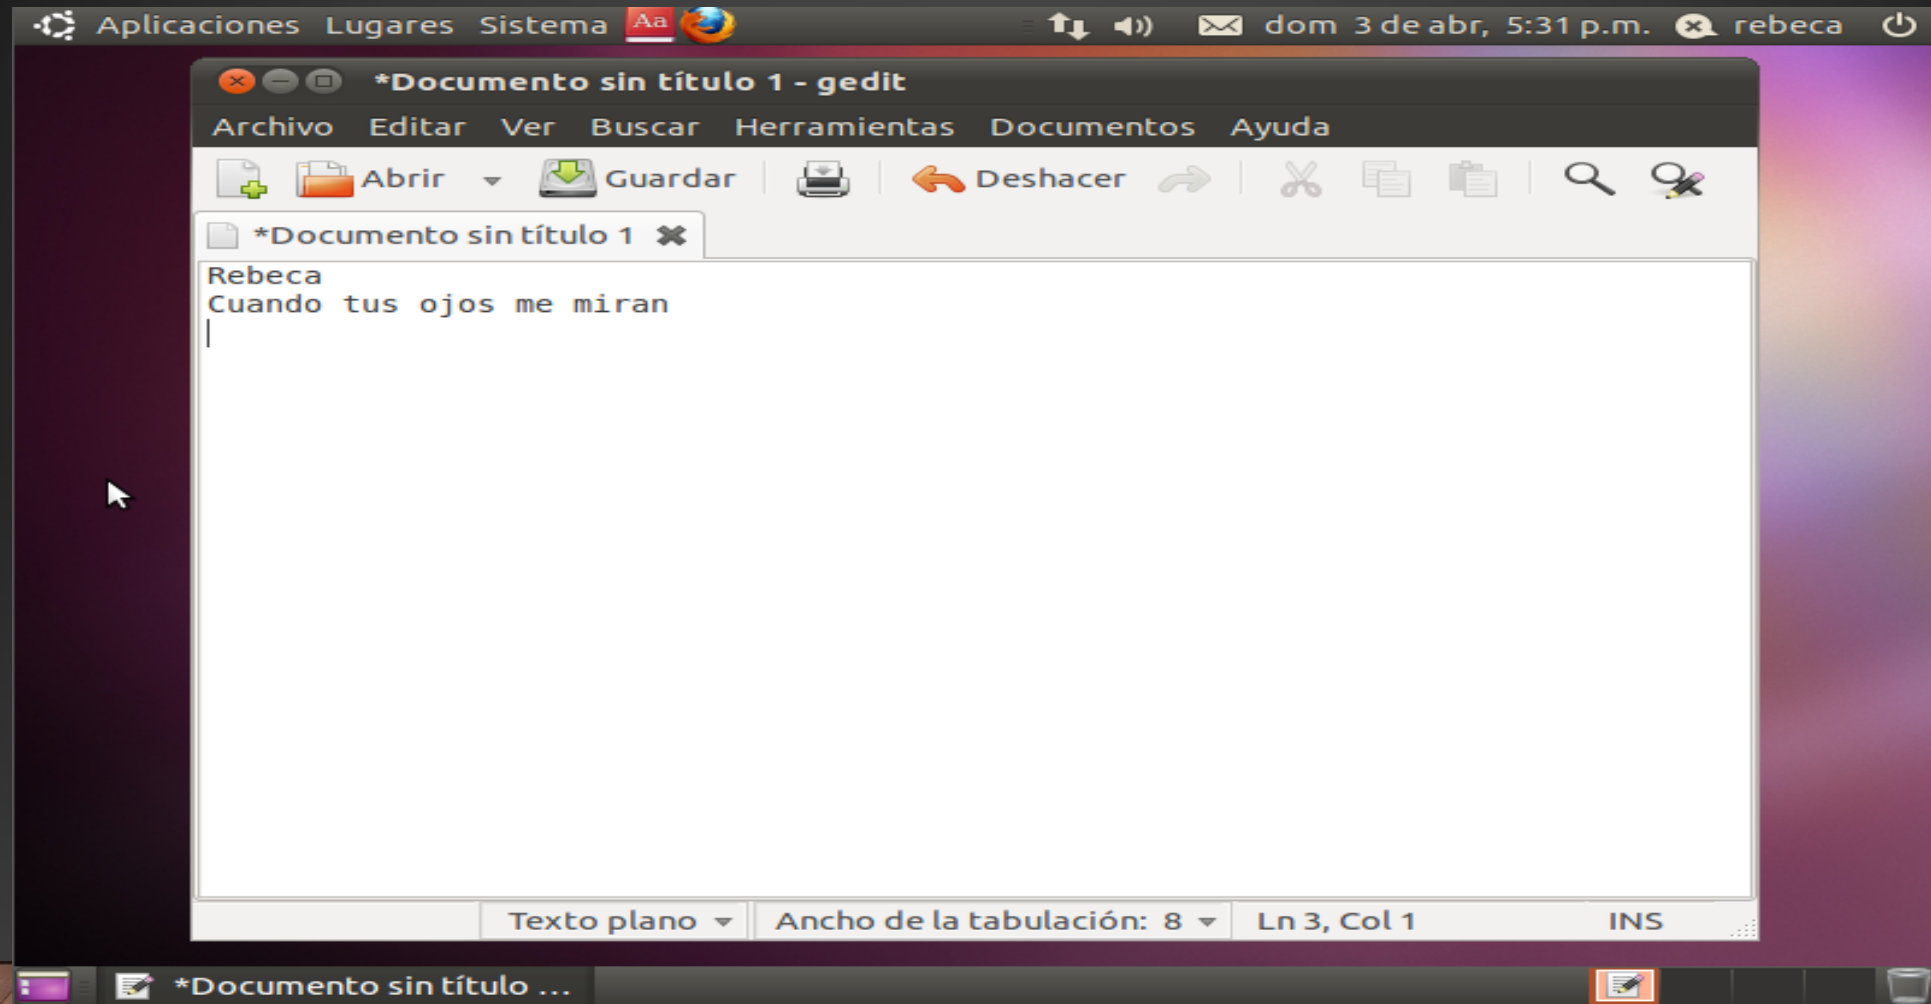 Aplicaciones Lugares Sistema Aa dom 3 de abr, 5:31 p.m. rebeca
*Documento sin título 1 - gedit
Archivo Editar Ver Buscar Herramientas Documentos Ayuda
Abrir Guardar Deshacer
*Documento sin título 1
Rebeca
Cuando tus ojos me miran
Texto plano Ancho de la tabulación: 8 Ln 3, Col 1 INS
*Documento sin título ...